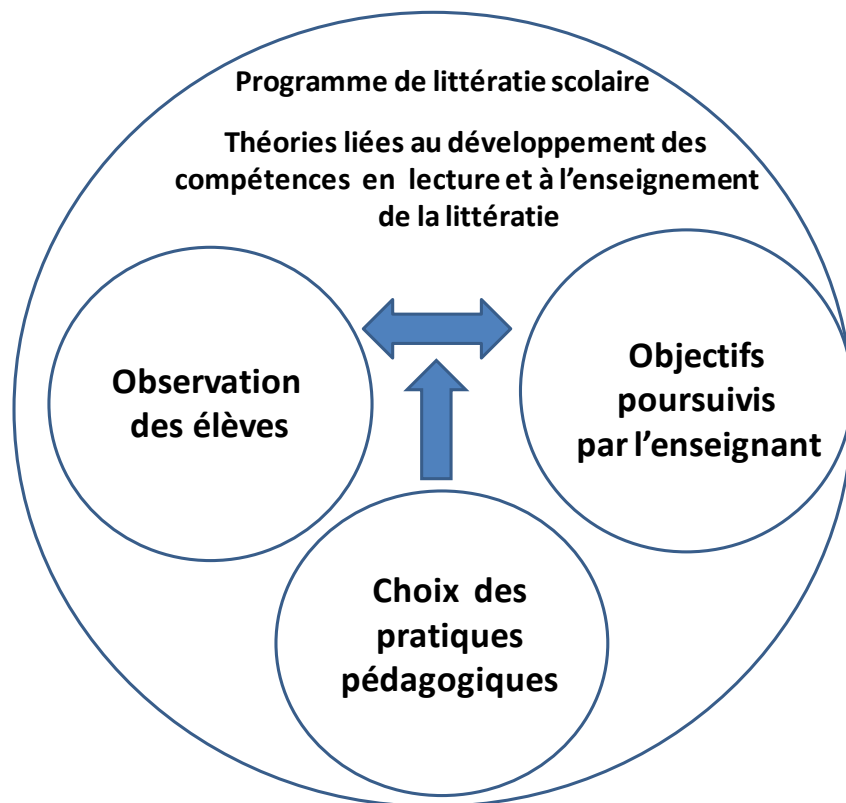 Programme de littératie scolaire
Théories liées au développement des
compétences en lecture et à l’enseignement
de la littératie
Observation
des élèves
Objectifs
poursuivis
par l’enseignant
Choix des
pratiques
pédagogiques